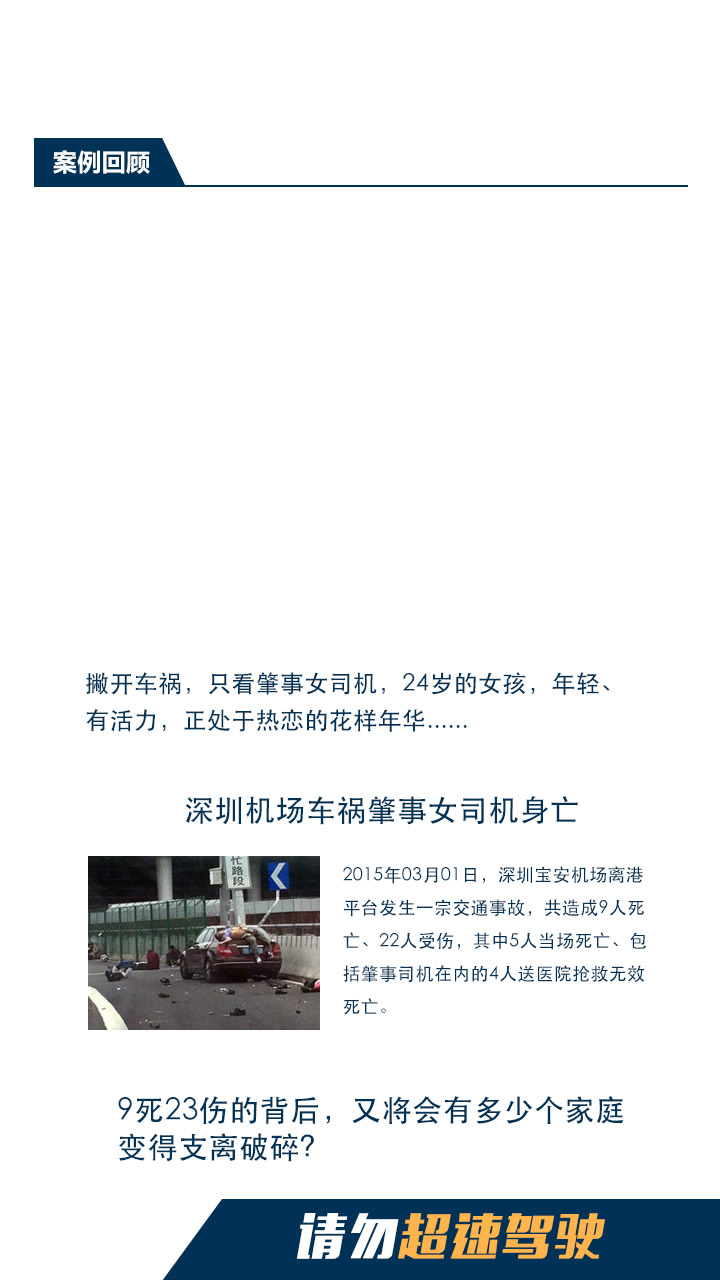 案例回顾
撇开车祸，只看肇事女司机，24岁的女孩，年轻、
有活力，正处于热恋的花样年华......
深圳机场车祸肇事女司机身亡
忙路段
2015年03月01日，深圳宝安机场离港
平台发生一宗交通事故，共造成9人死
亡、22人受伤，其中5人当场死亡、包
括肇事司机在内的4人送医院抢救无效
死亡。
9死23伤的背后，又将会有多少个家庭
变得支离破碎？
请勿超速驾驶